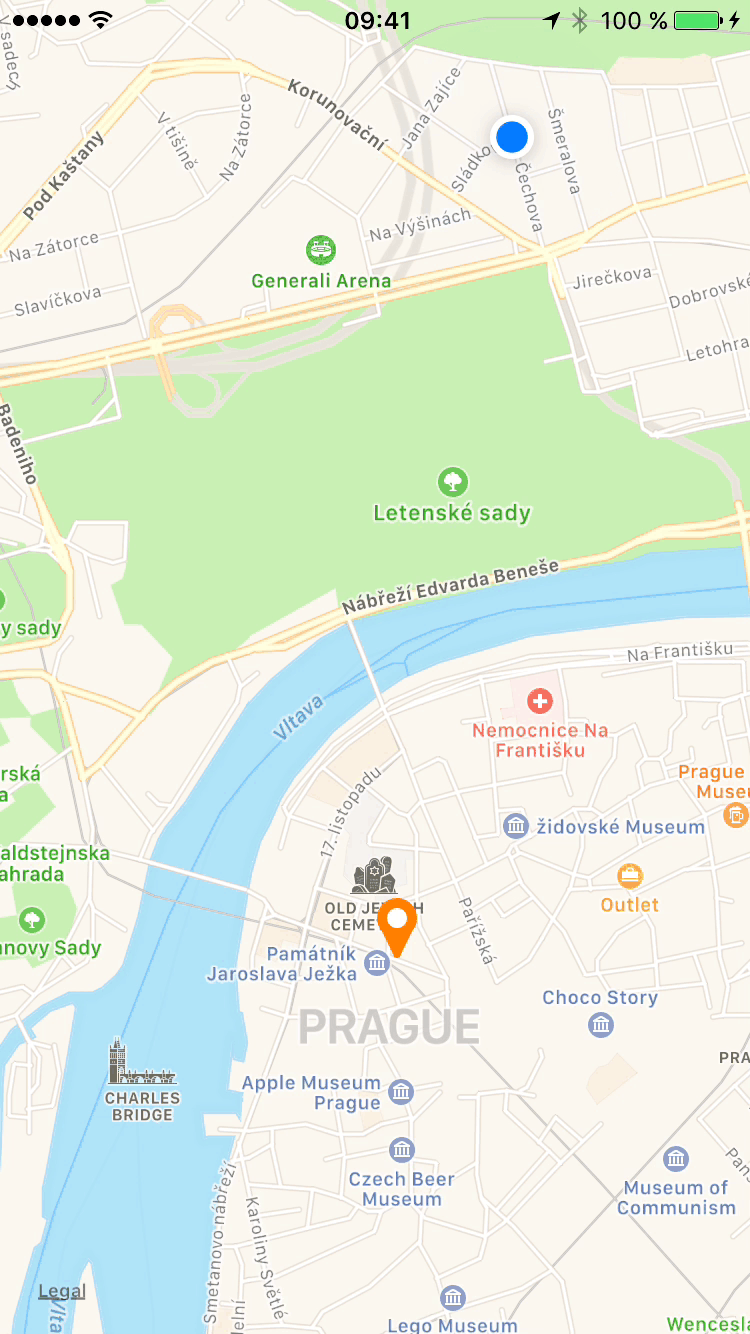 09:41
100 %
V sadech
Korunovační
Jana Zajíce
Pod Kaštany
V tišině
Na Zátorce
Šmeralova
Čechova
Na Výšinách
Na Zátorce
Generali Arena
Slavíčkova
Jirečkova
Dobrovské
Letohra
Badeniho
Letenské sady
Nábřeží Edvarda Beneše
y sady
Na Františku
Vltava
Nemocnice Na
Františku
rská
a
Prague
Museu
17. listopadu
židovské Museum
aldstejnska
ahrada
Outlet
OLD JE H
CEME
Pařížská
novy Sady
Památník
Jaroslava Ježka
Choco Story
PRAGUE
PRA
CHARLES
BRIDGE
Apple Museum
Prague
Czech Beer
Museum
Museum of
Communism
Smetanovo nábřeží
Karoliny Světlé
Legal
Vlta
Lego Museum
Wencesla